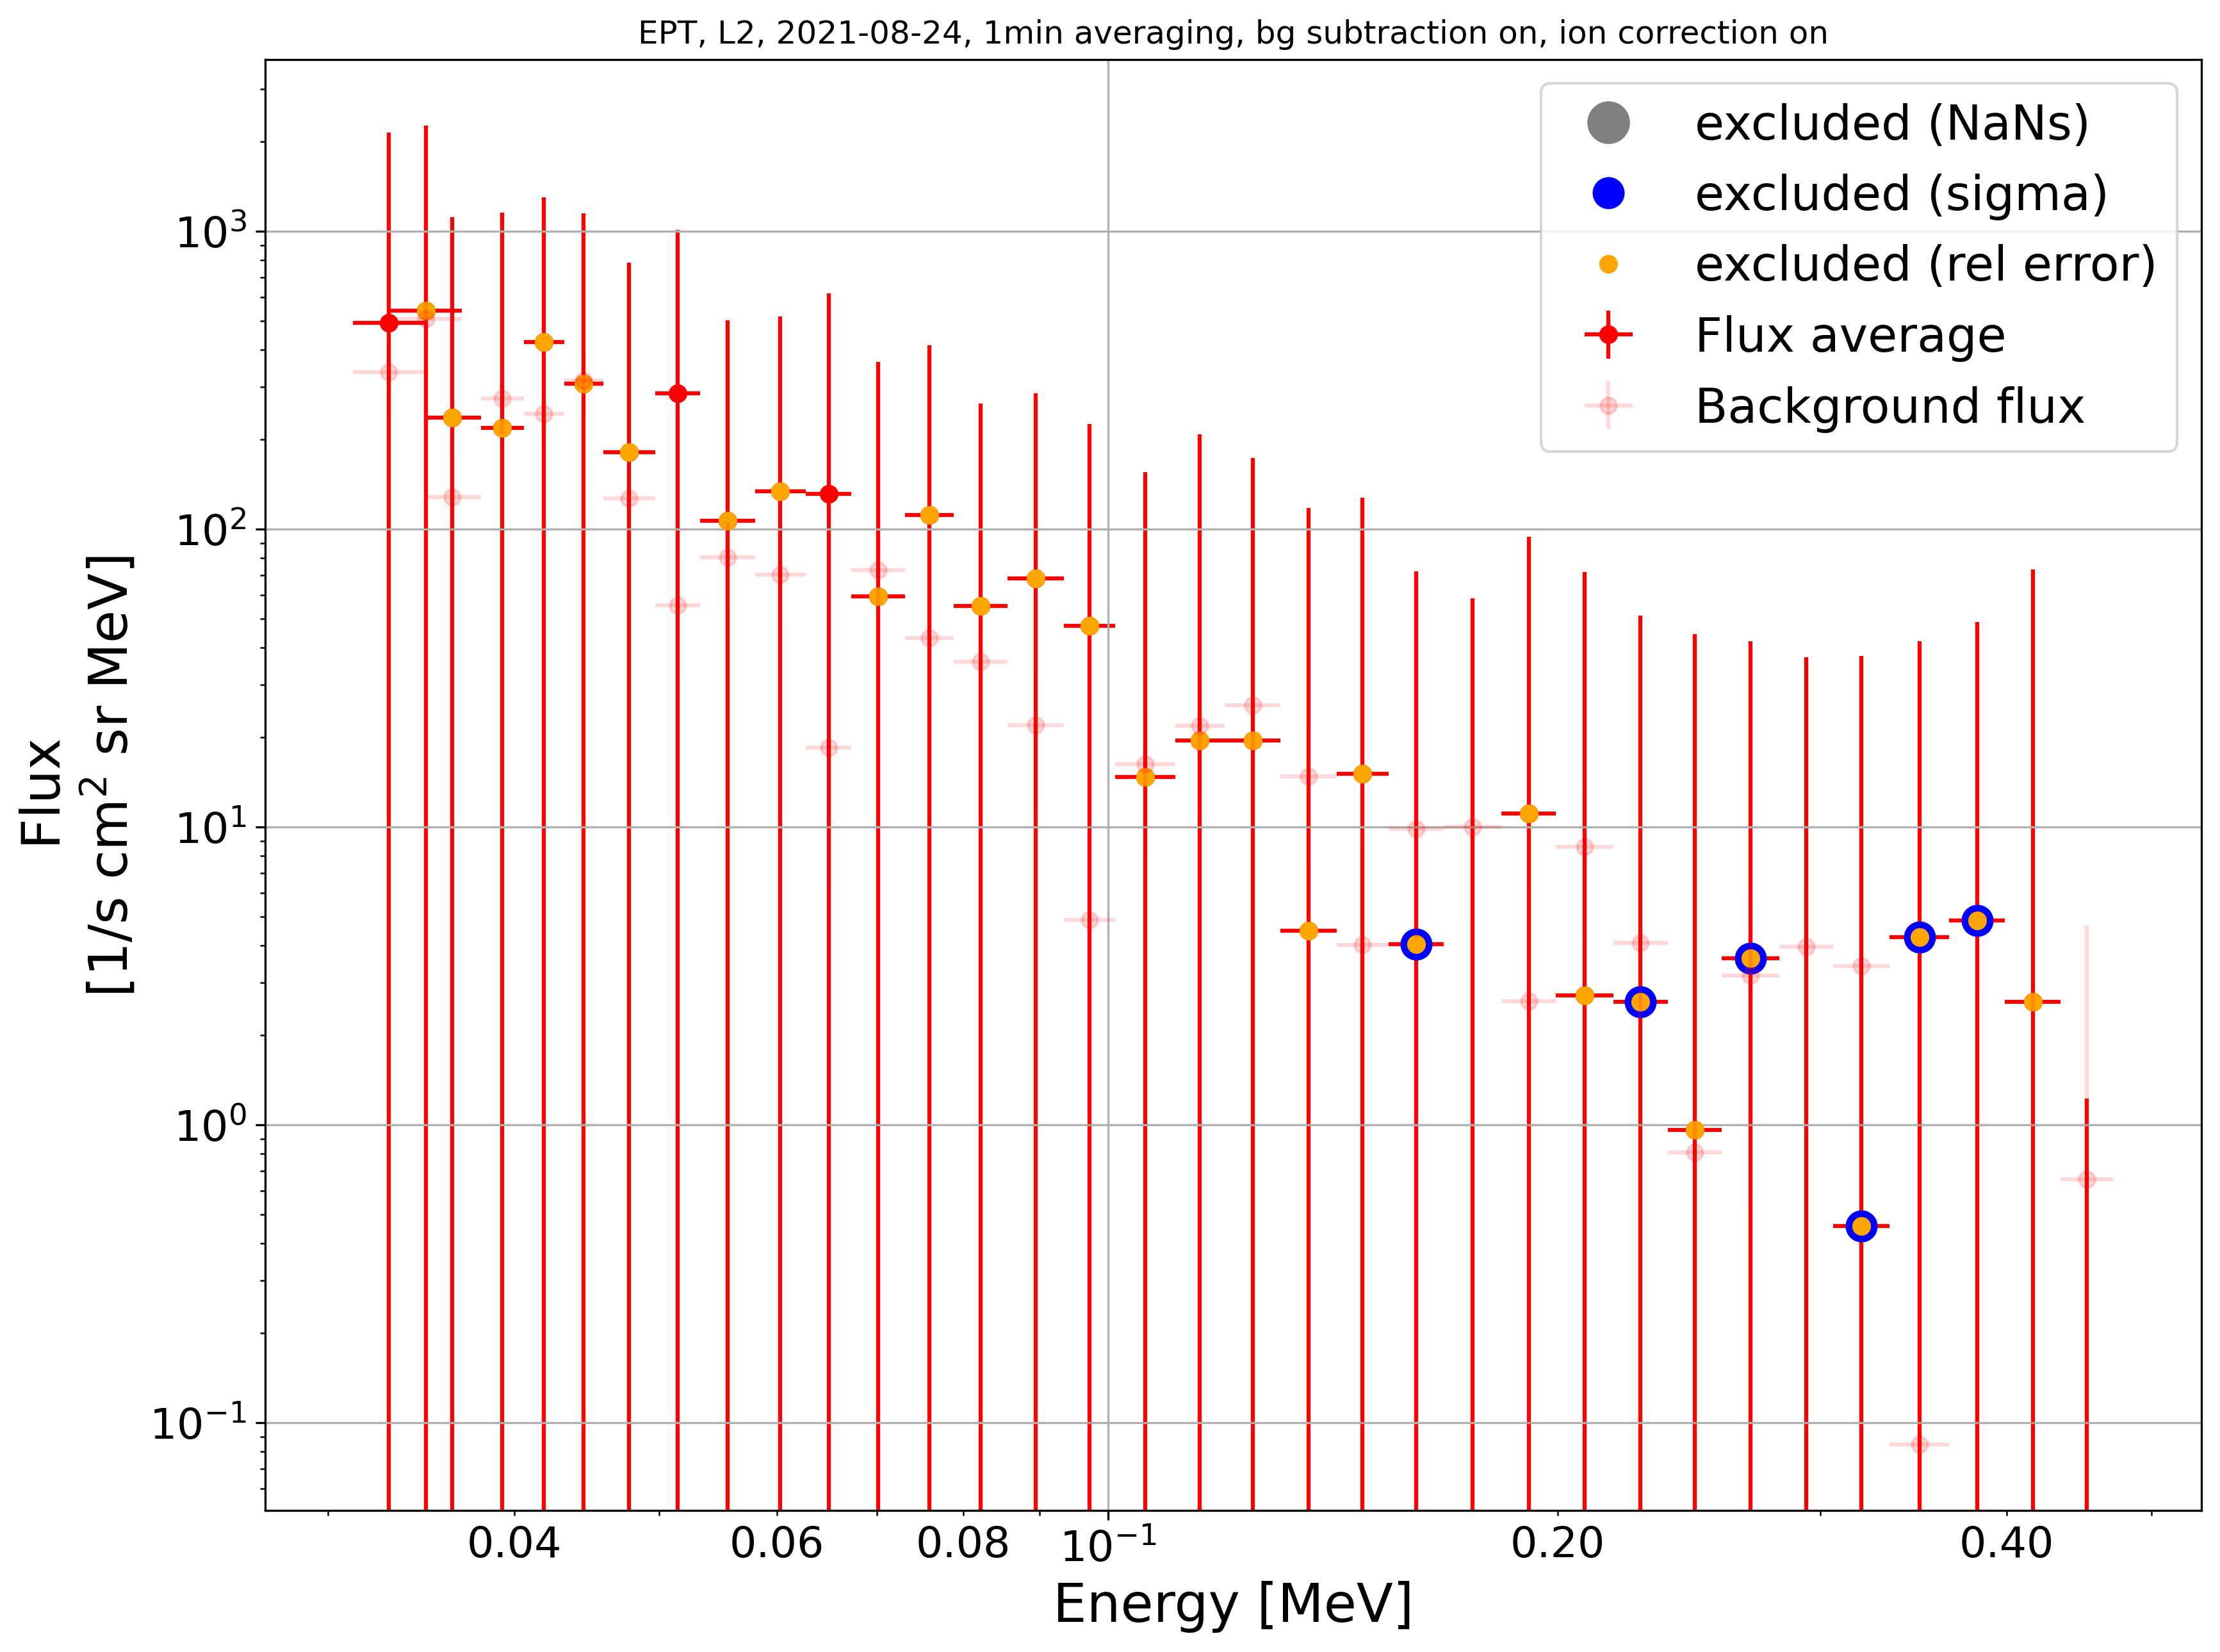 EPT, L2, 2021-08-24, 1min averaging, bg subtraction on, ion correction on
excluded (NaNs)
excluded (sigma)
excluded (rel error)
Flux average
Background flux
10³
10²
10¹
10⁰
10⁻¹
Flux
[1/s cm² sr MeV]
0.04
0.06
0.08
10⁻¹
0.20
0.40
Energy [MeV]